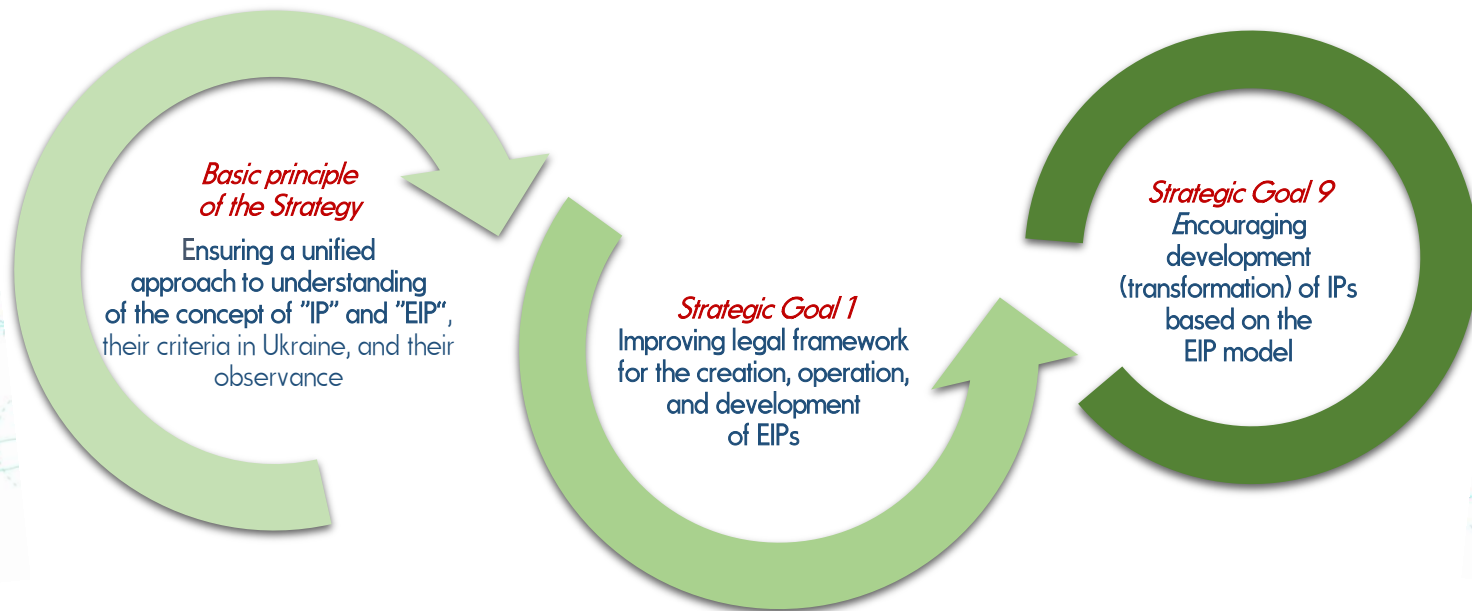 Basic principle
of the Strategy
Ensuring a unified
approach to understanding
of the concept of ”IP” and ”EIP“,
their criteria in Ukraine, and their
observance
Strategic Goal 1
Improving legal framework
for the creation, operation,
and development
of EIPs
Strategic Goal 9
Encouraging
development
(transformation) of IPs
based on the
EIP model